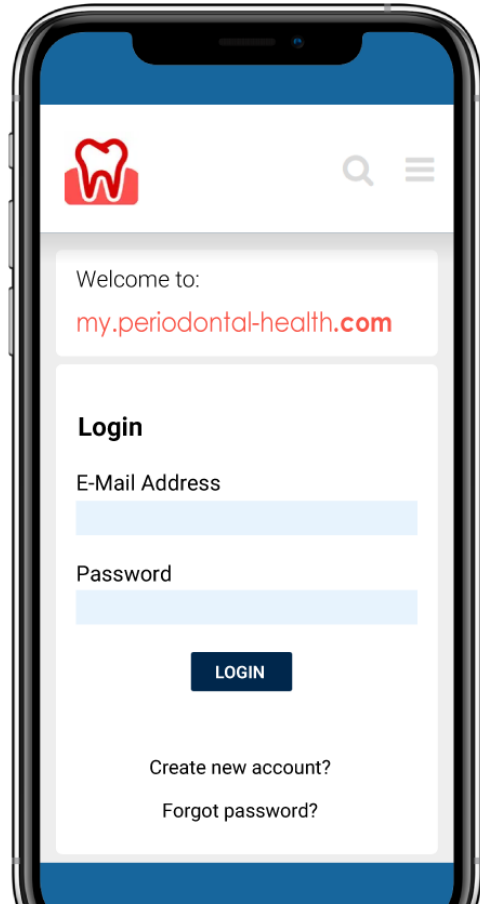 Welcome to:
my.periodontal-health.com
Login
E-Mail Address
Password
LOGIN
Create new account?
Forgot password?